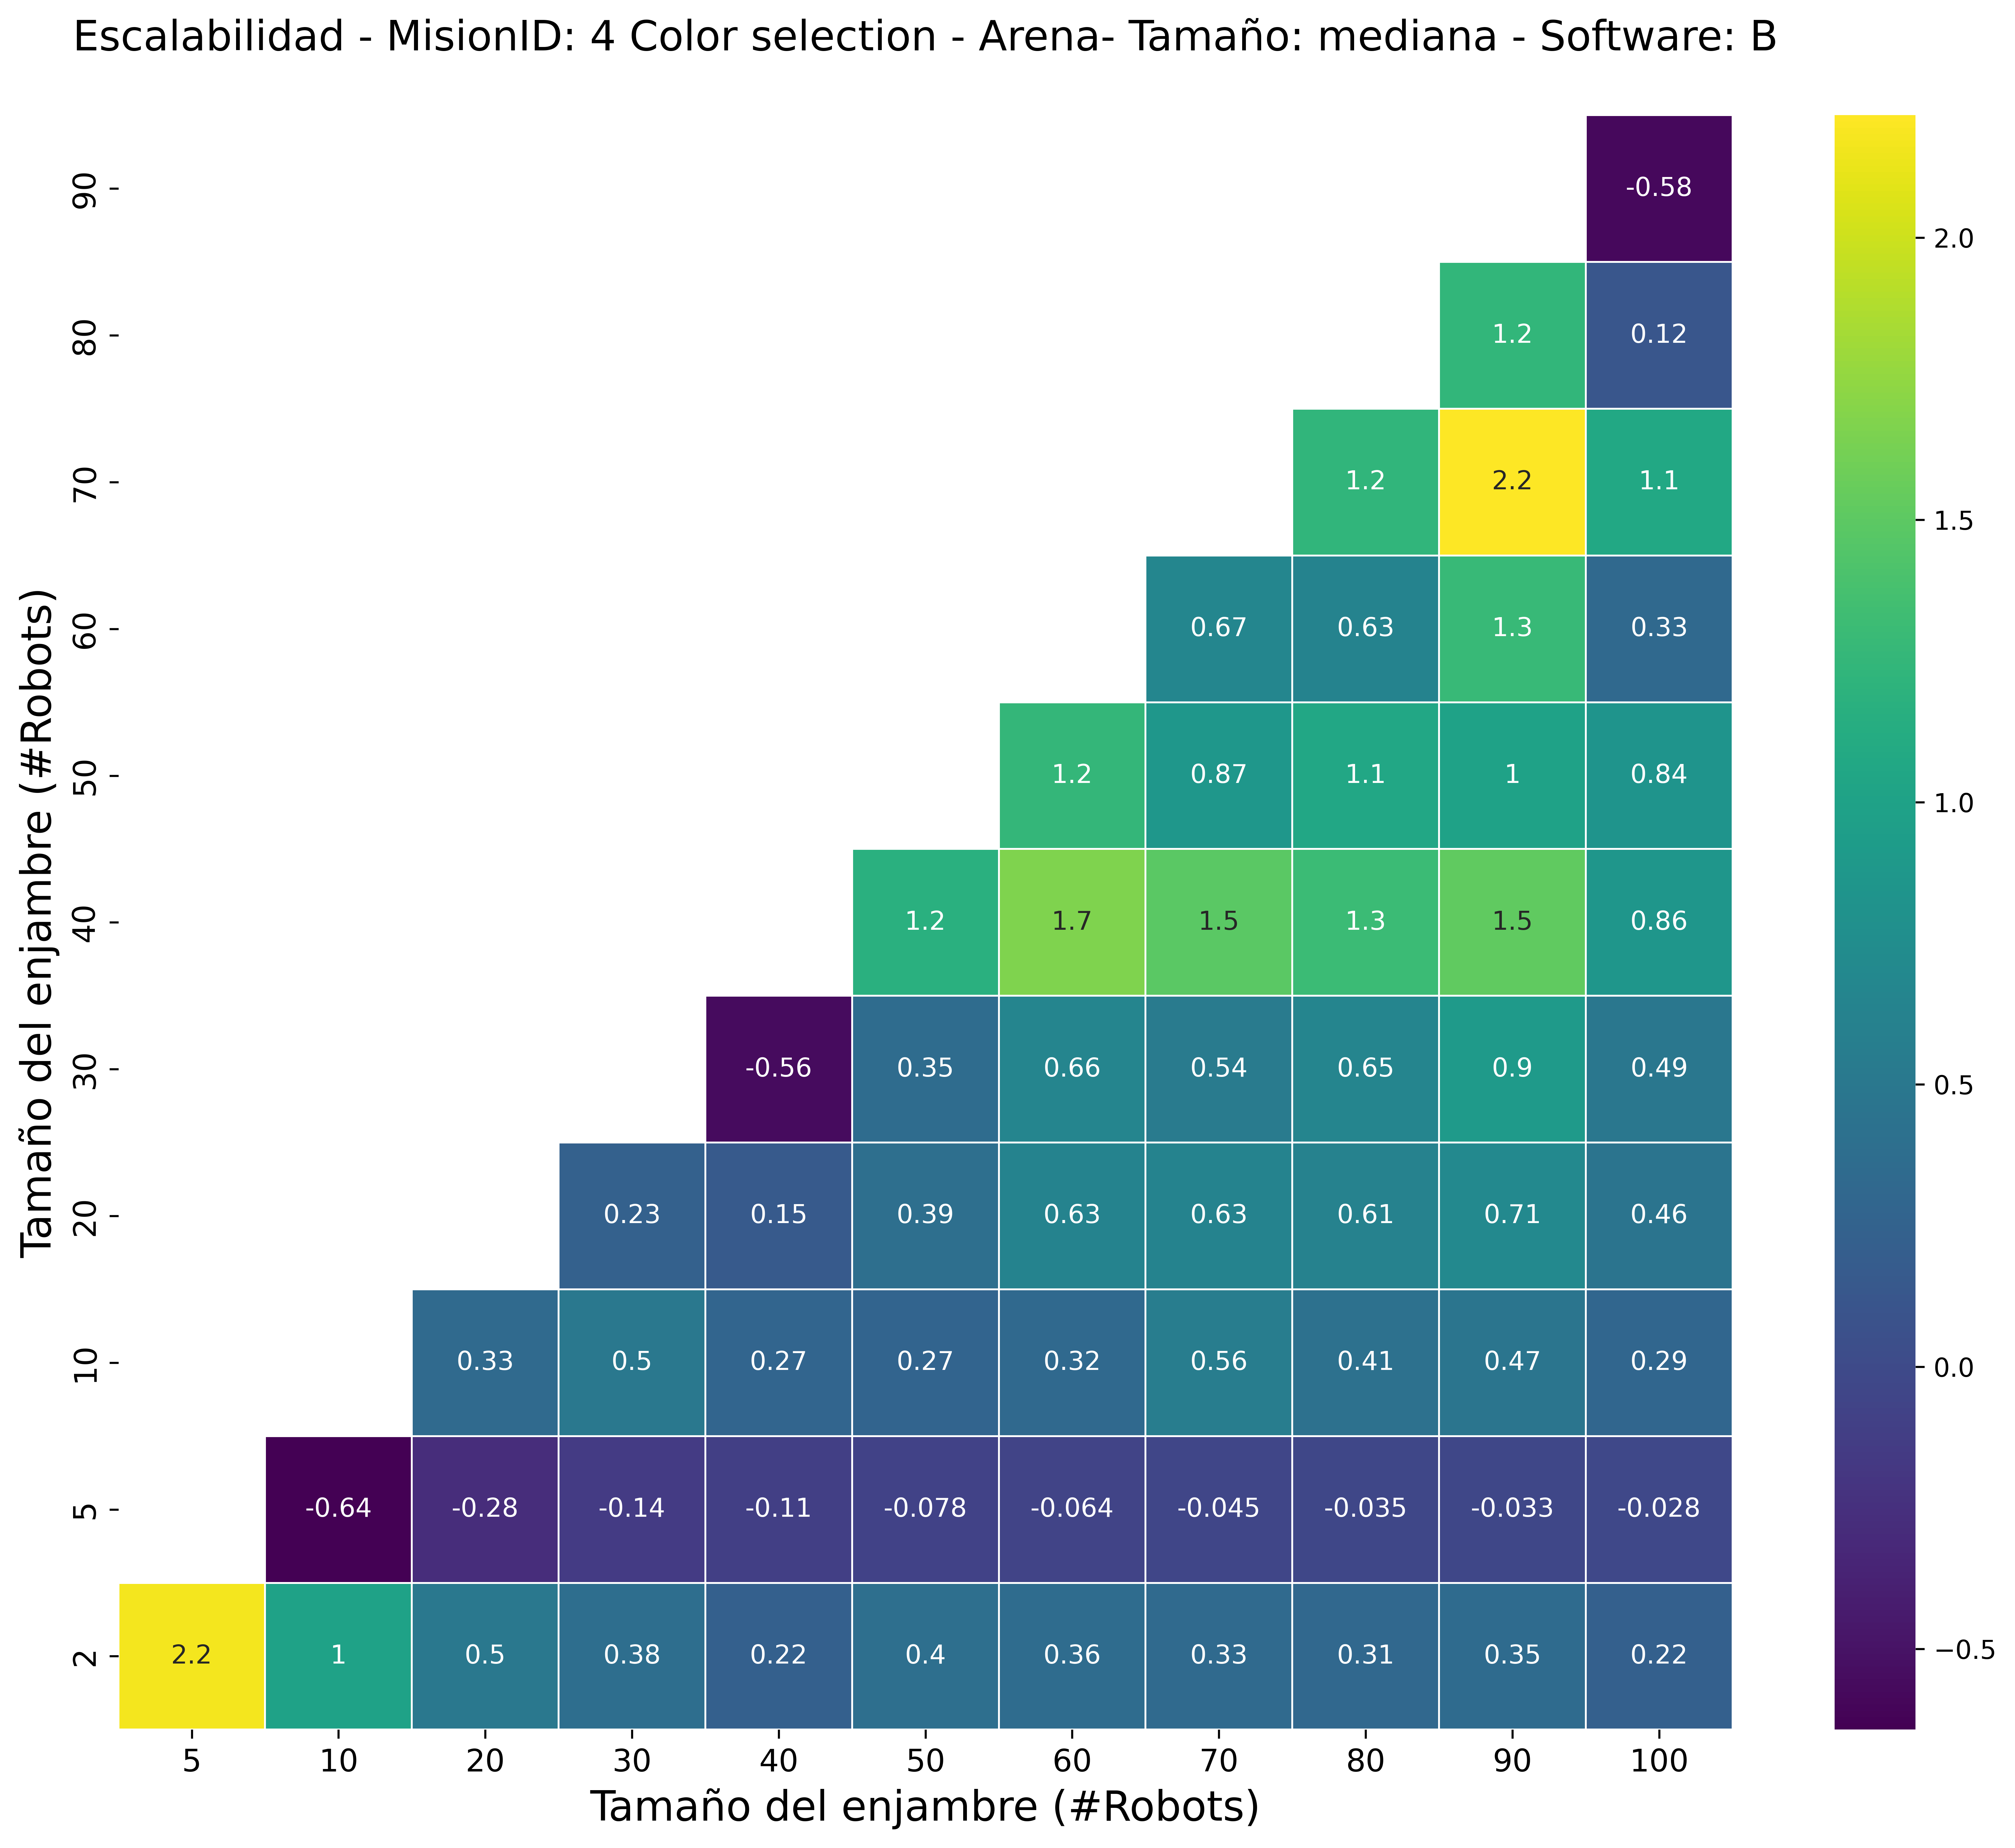 Escalabilidad - MisionID: 4 Color selection - Arena- Tamaño: mediana - Software: B
90 -0.58
80 1.2 0.12
70 1.2 2.2 1.1
60 0.67 0.63 1.3 0.33
50 1.2 0.87 1.1 1 0.84
40 1.2 1.7 1.5 1.3 1.5 0.86
30 -0.56 0.35 0.66 0.54 0.65 0.9 0.49
20 0.23 0.15 0.39 0.63 0.63 0.61 0.71 0.46
10 0.33 0.5 0.27 0.27 0.32 0.56 0.41 0.47 0.29
5 -0.64 -0.28 -0.14 -0.11 -0.078 -0.064 -0.045 -0.035 -0.033 -0.028
2 2.2 1 0.5 0.38 0.22 0.4 0.36 0.33 0.31 0.35 0.22
5 10 20 30 40 50 60 70 80 90 100
Tamaño del enjambre (#Robots)
Tamaño del enjambre (#Robots)
2.0
1.5
1.0
0.5
0.0
−0.5